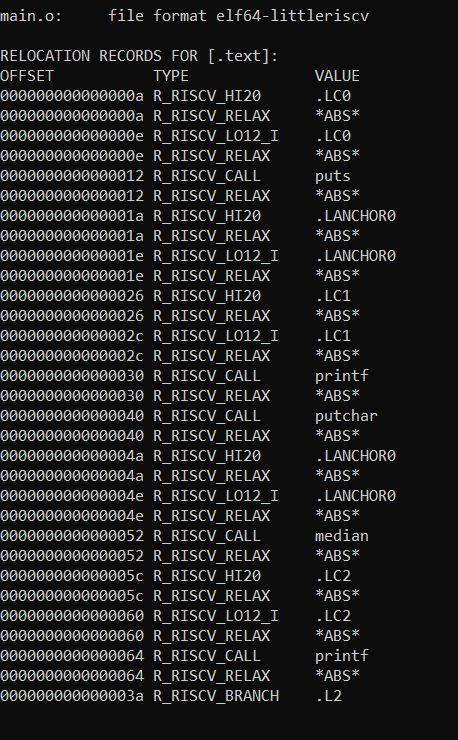 main.o:     file format elf64-littleriscv

RELOCATION RECORDS FOR [.text]:
OFFSET           TYPE              VALUE
000000000000000a R_RISCV_HI20      .LC0
000000000000000a R_RISCV_RELAX     *ABS*
000000000000000e R_RISCV_LO12_I    .LC0
000000000000000e R_RISCV_RELAX     *ABS*
0000000000000012 R_RISCV_CALL      puts
0000000000000012 R_RISCV_RELAX     *ABS*
000000000000001a R_RISCV_HI20      .LANCHOR0
000000000000001a R_RISCV_RELAX     *ABS*
000000000000001e R_RISCV_LO12_I    .LANCHOR0
000000000000001e R_RISCV_RELAX     *ABS*
0000000000000026 R_RISCV_HI20      .LC1
0000000000000026 R_RISCV_RELAX     *ABS*
000000000000002c R_RISCV_LO12_I    .LC1
000000000000002c R_RISCV_RELAX     *ABS*
0000000000000030 R_RISCV_CALL      printf
0000000000000030 R_RISCV_RELAX     *ABS*
0000000000000040 R_RISCV_CALL      putchar
0000000000000040 R_RISCV_RELAX     *ABS*
000000000000004a R_RISCV_HI20      .LANCHOR0
000000000000004a R_RISCV_RELAX     *ABS*
000000000000004e R_RISCV_LO12_I    .LANCHOR0
000000000000004e R_RISCV_RELAX     *ABS*
0000000000000052 R_RISCV_CALL      median
0000000000000052 R_RISCV_RELAX     *ABS*
000000000000005c R_RISCV_HI20      .LC2
000000000000005c R_RISCV_RELAX     *ABS*
0000000000000060 R_RISCV_LO12_I    .LC2
0000000000000060 R_RISCV_RELAX     *ABS*
0000000000000064 R_RISCV_CALL      printf
0000000000000064 R_RISCV_RELAX     *ABS*
000000000000003a R_RISCV_BRANCH    .L2